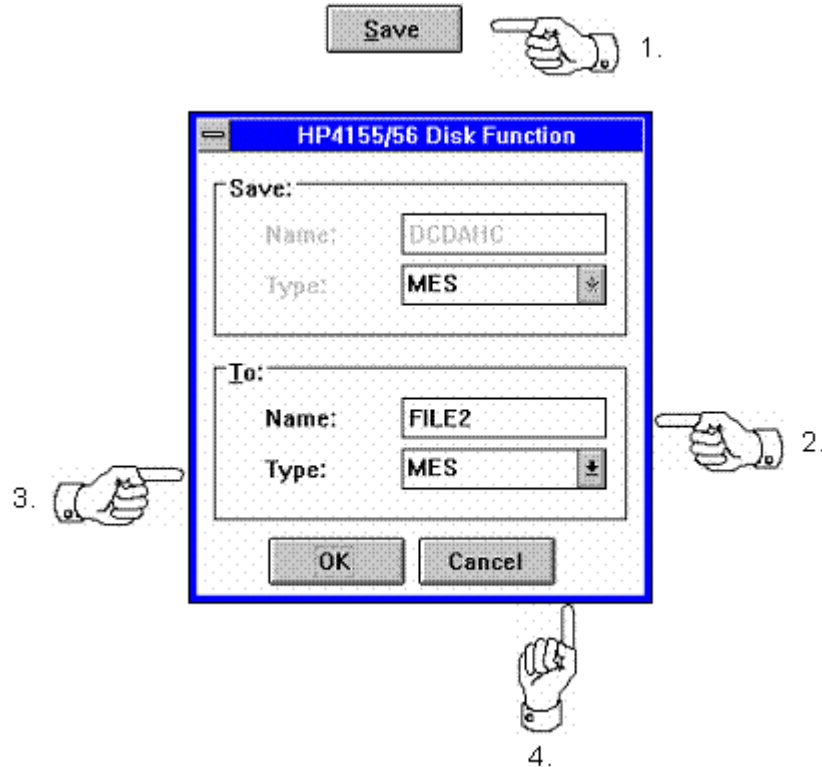 Save
1.
HP4155/56 Disk Function
Save:
Name: DCDAHC
Type: MES
To:
Name: FILE2
2.
Type: MES
3.
OK Cancel
4.